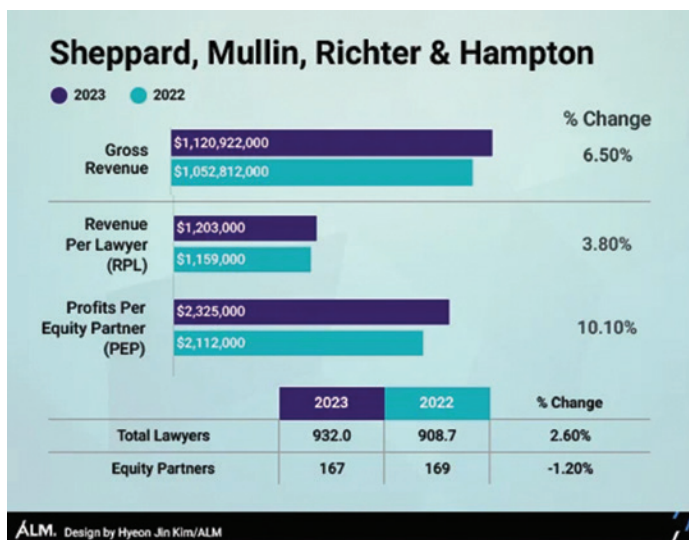 Sheppard, Mullin, Richter & Hampton
2023 2022
% Change
Gross
Revenue
$1,120,922,000
$1,052,812,000
6.50%
Revenue
Per Lawyer
(RPL)
$1,203,000
$1,159,000
3.80%
Profits Per
Equity Partner
(PEP)
$2,325,000
$2,112,000
10.10%
2023 2022 % Change
Total Lawyers 932.0 908.7 2.60%
Equity Partners 167 169 -1.20%
ALM. Design by Hyeon Jin Kim/ALM